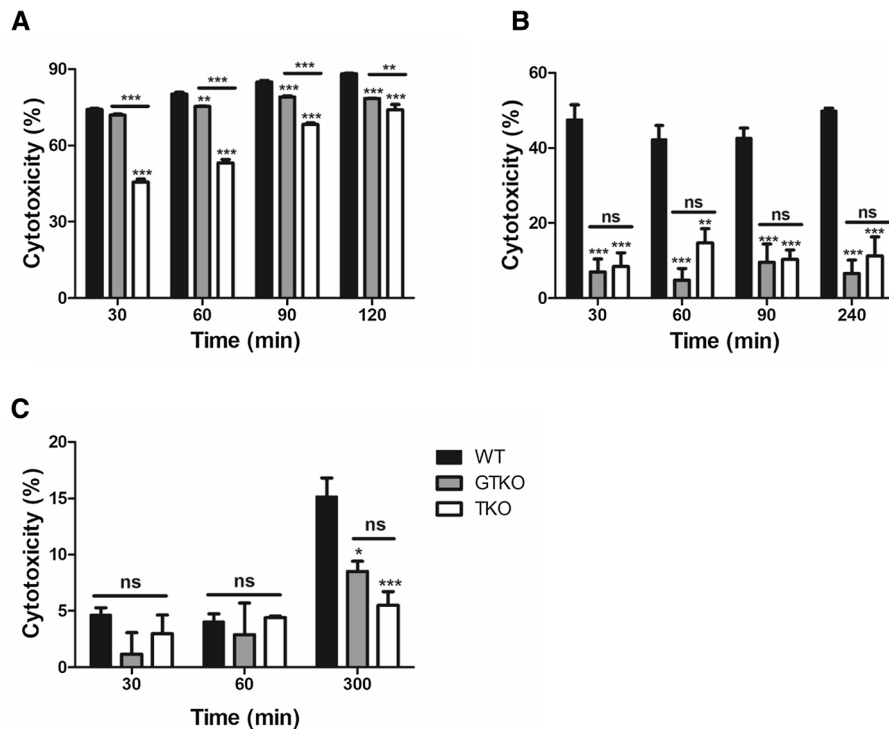 A
Cytotoxicity (%)
90
60
30
0
*** *** *** **
*** ** *** *** *** *** ***
30 60 90 120
Time (min)
B
Cytotoxicity (%)
60
40
20
0
ns ns ns ns
*** *** *** ** *** *** *** ***
30 60 90 240
Time (min)
C
Cytotoxicity (%)
20
15
10
5
0
ns ns ns
* ***
30 60 300
Time (min)
WT
GTKO
TKO